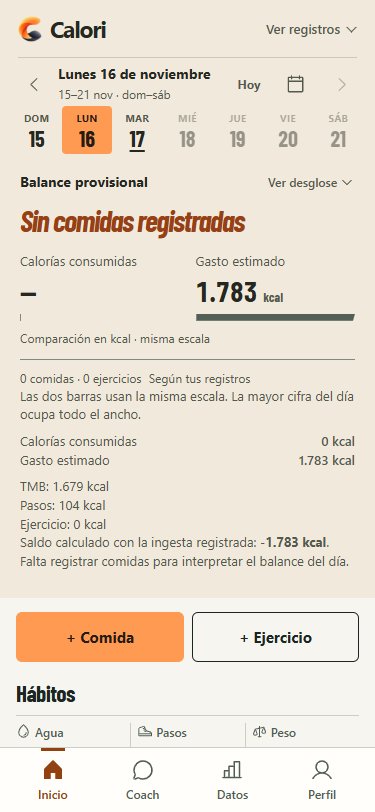 Calori
Ver registros
Lunes 16 de noviembre
15–21 nov · dom–sáb
Hoy
DOM LUN MAR MIÉ JUE VIE SÁB
15 16 17 18 19 20 21
Balance provisional
Ver desglose
Sin comidas registradas
Calorías consumidas
Gasto estimado
–
1.783 kcal
Comparación en kcal · misma escala
0 comidas · 0 ejercicios Según tus registros
Las dos barras usan la misma escala. La mayor cifra del día
ocupa todo el ancho.
Calorías consumidas 0 kcal
Gasto estimado 1.783 kcal
TMB: 1.679 kcal
Pasos: 104 kcal
Ejercicio: 0 kcal
Saldo calculado con la ingesta registrada: -1.783 kcal.
Falta registrar comidas para interpretar el balance del día.
+ Comida
+ Ejercicio
Hábitos
Agua
Pasos
Peso
Inicio
Coach
Datos
Perfil